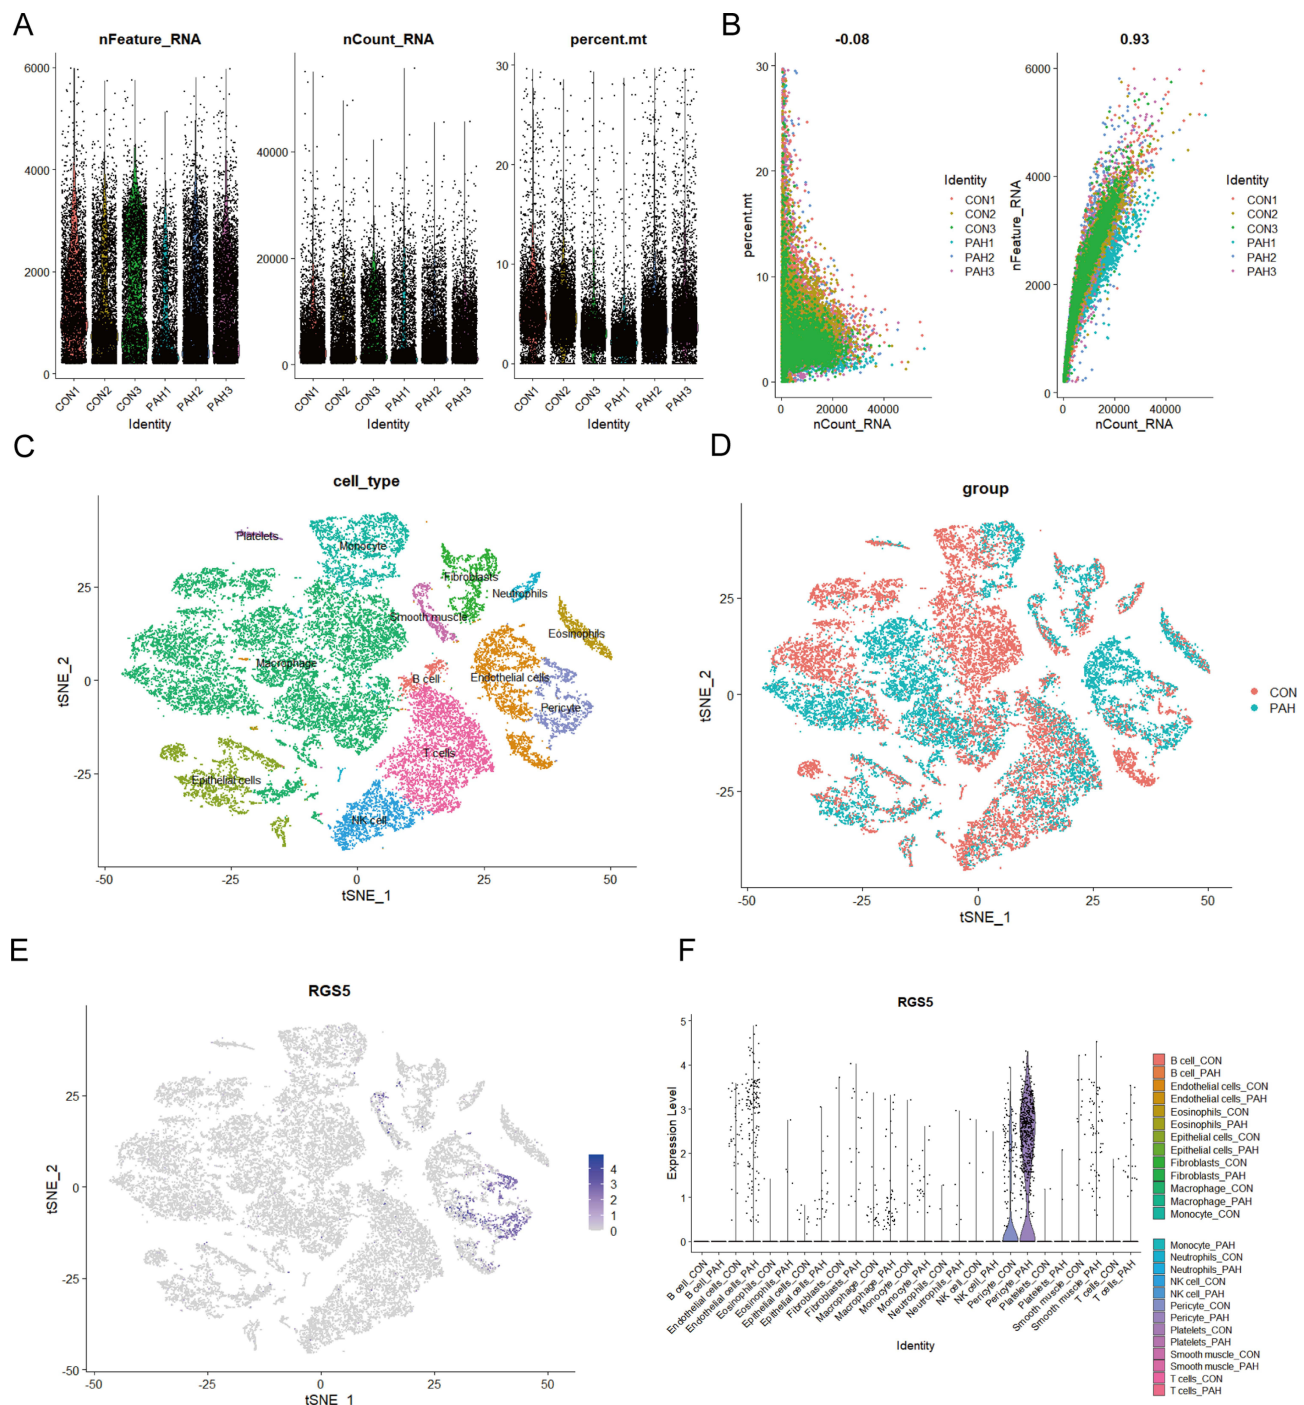 A
nFeature_RNA
nCount_RNA
percent.mt
6000
4000
2000
0
40000
20000
0
30
20
10
0
CON1
CON2
CON3
PAH1
PAH2
PAH3
Identity
CON1
CON2
CON3
PAH1
PAH2
PAH3
Identity
CON1
CON2
CON3
PAH1
PAH2
PAH3
Identity
B
-0.08
0.93
percent.mt
30
20
10
0
0
20000
40000
nCount_RNA
Identity
CON1
CON2
CON3
PAH1
PAH2
PAH3
nFeature_RNA
6000
4000
2000
0
0
20000
40000
nCount_RNA
Identity
CON1
CON2
CON3
PAH1
PAH2
PAH3
C
cell_type
Platelets
Monocyte
Fibroblasts
Neutrophils
Smooth muscle
Eosinophils
Macrophage
B cell
Endothelial cells
Pericyte
T cells
Epithelial cells
NK cell
tSNE_2
25
0
-25
-50
-25
0
25
50
tSNE_1
D
group
tSNE_2
25
0
-25
-50
-25
0
25
50
tSNE_1
CON
PAH
E
RGS5
tSNE_2
25
0
-25
-50
-50
-25
0
25
50
tSNE_1
4
3
2
1
0
F
RGS5
Expression Level
5
4
3
2
1
0
B cell_CON
B cell_PAH
Endothelial cells_CON
Endothelial cells_PAH
Eosinophils_CON
Eosinophils_PAH
Epithelial cells_CON
Epithelial cells_PAH
Fibroblasts_CON
Fibroblasts_PAH
Macrophage_CON
Macrophage_PAH
Monocyte_CON
Monocyte_PAH
Neutrophils_CON
Neutrophils_PAH
NK cell_CON
NK cell_PAH
Pericyte_CON
Pericyte_PAH
Platelets_CON
Platelets_PAH
Smooth muscle_CON
Smooth muscle_PAH
T cells_CON
T cells_PAH
Identity
B cell_CON
B cell_PAH
Endothelial cells_CON
Endothelial cells_PAH
Eosinophils_CON
Eosinophils_PAH
Epithelial cells_CON
Epithelial cells_PAH
Fibroblasts_CON
Fibroblasts_PAH
Macrophage_CON
Macrophage_PAH
Monocyte_CON
Monocyte_PAH
Neutrophils_CON
Neutrophils_PAH
NK cell_CON
NK cell_PAH
Pericyte_CON
Pericyte_PAH
Platelets_CON
Platelets_PAH
Smooth muscle_CON
Smooth muscle_PAH
T cells_CON
T cells_PAH